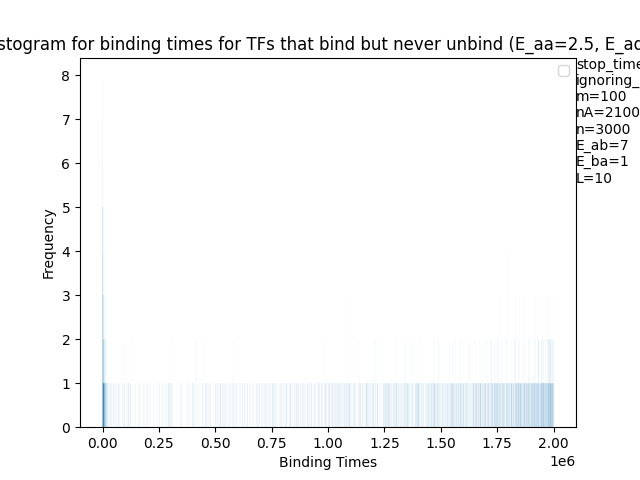 stogram for binding times for TFs that bind but never unbind (E_aa=2.5, E_ad
stop_time
ignoring_
m=100
nA=2100
n=3000
E_ab=7
E_ba=1
L=10
8
7
6
5
4
3
2
1
0
Frequency
0.00 0.25 0.50 0.75 1.00 1.25 1.50 1.75 2.00
1e6
Binding Times